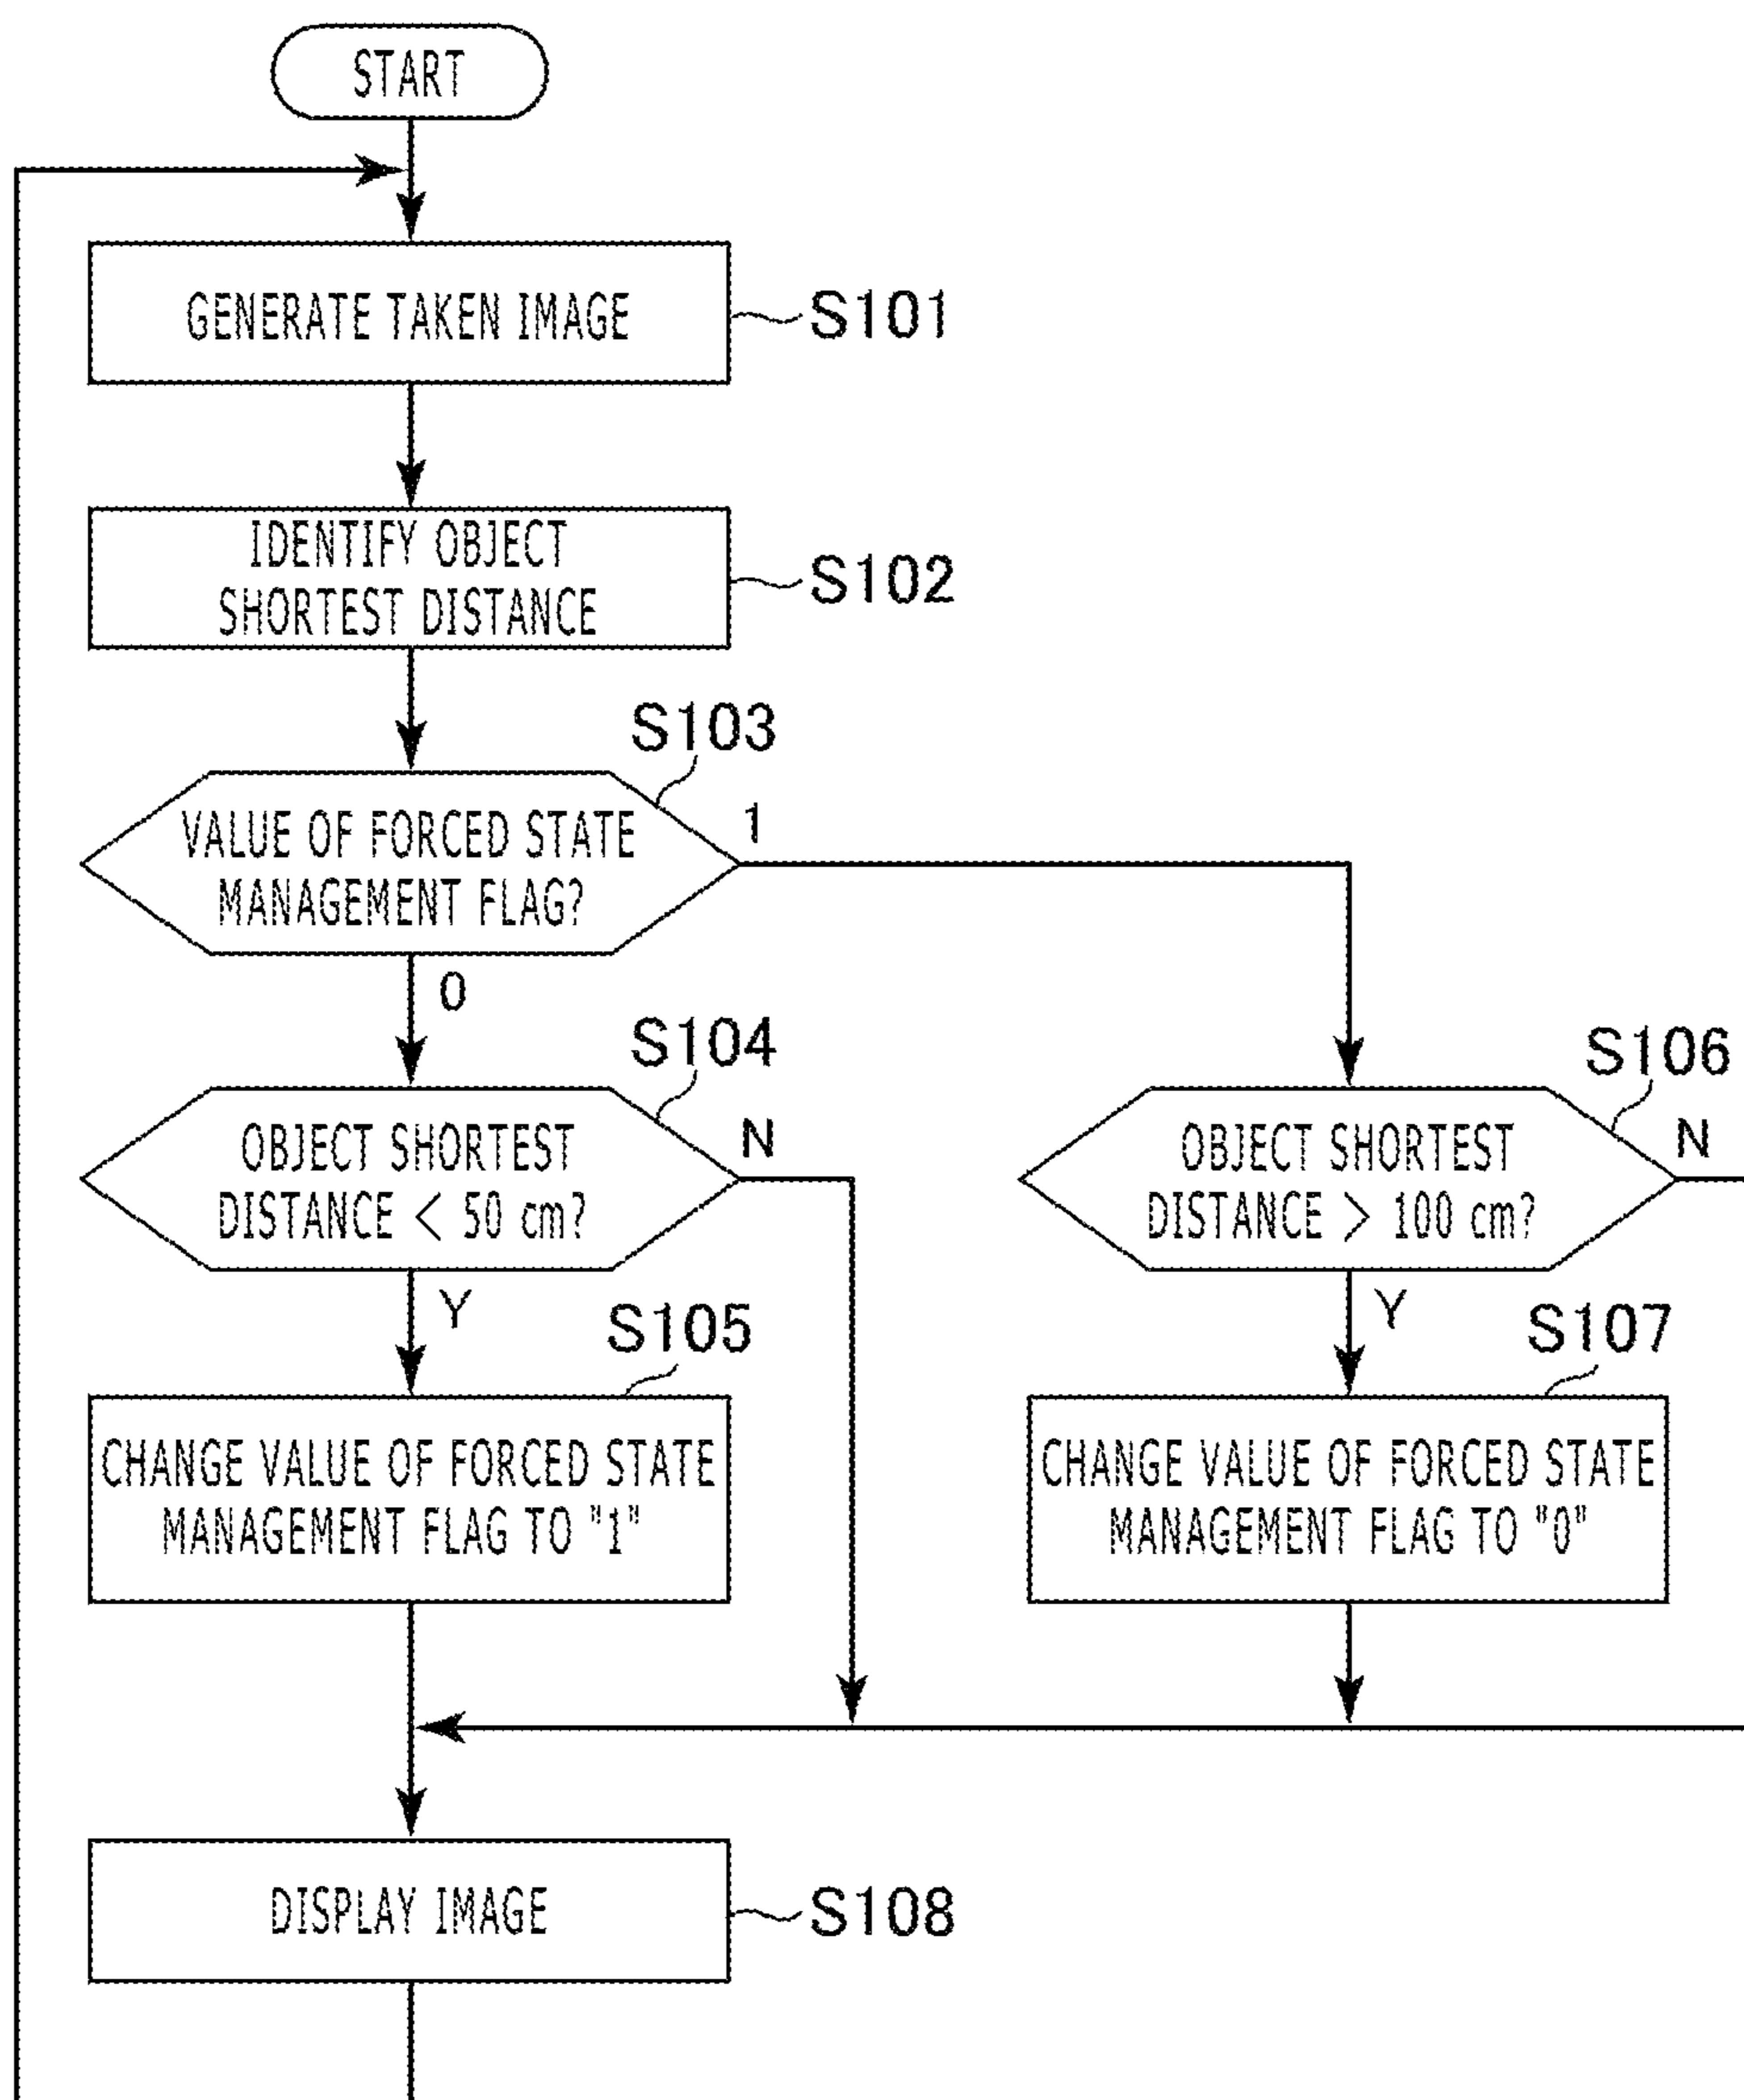 START
GENERATE TAKEN IMAGE
S101
IDENTIFY OBJECT
SHORTEST DISTANCE
S102
S103
VALUE OF FORCED STATE
MANAGEMENT FLAG?
1
0
S104
OBJECT SHORTEST
DISTANCE < 50 cm?
N
Y
S106
OBJECT SHORTEST
DISTANCE > 100 cm?
N
Y
S105
CHANGE VALUE OF FORCED STATE
MANAGEMENT FLAG TO "1"
S107
CHANGE VALUE OF FORCED STATE
MANAGEMENT FLAG TO "0"
DISPLAY IMAGE
S108